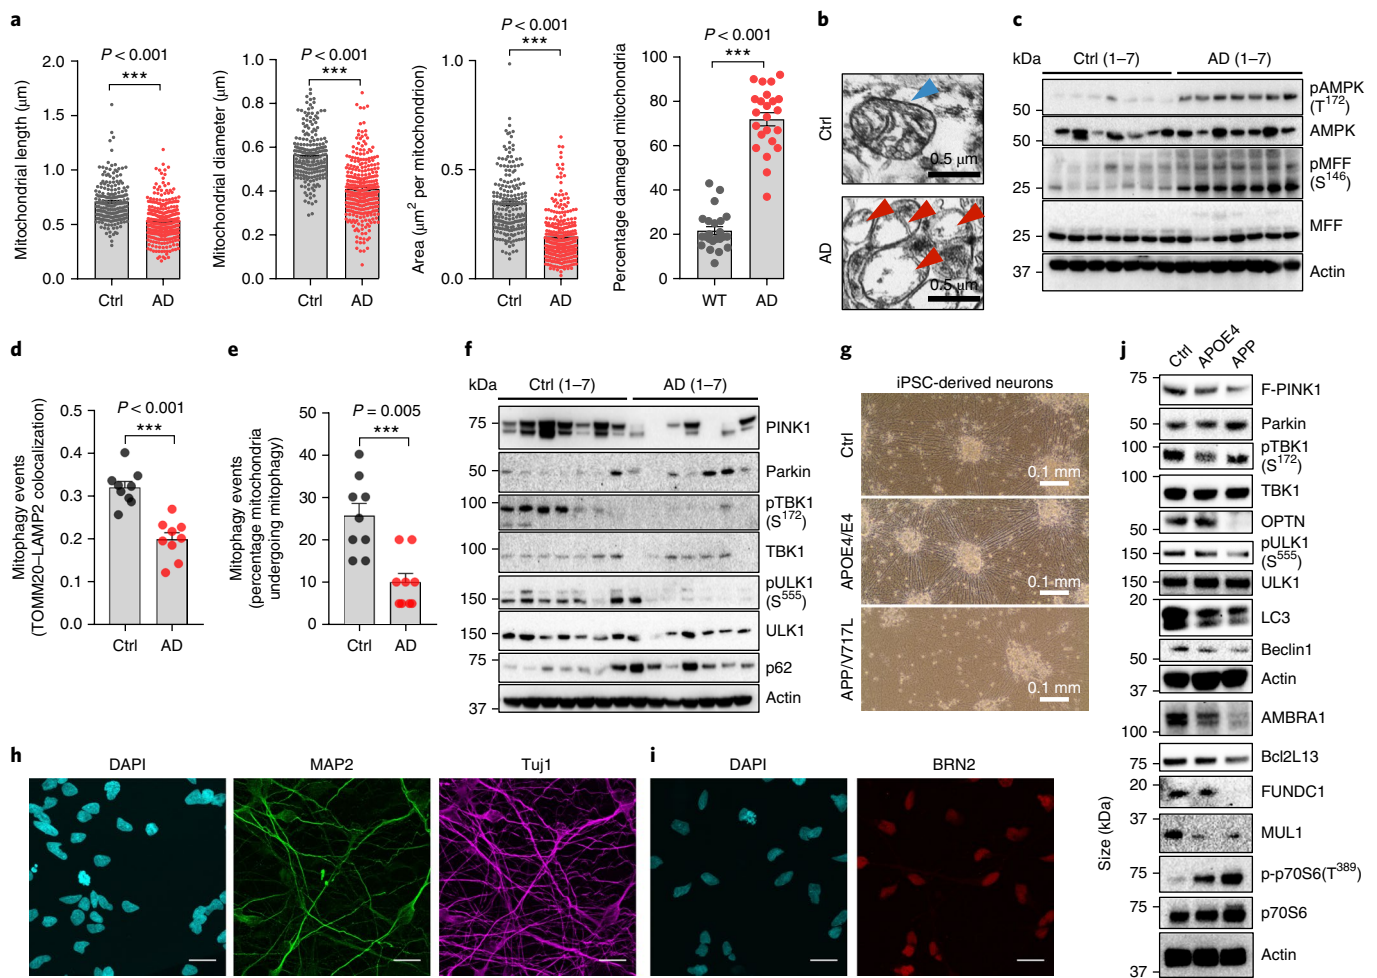 a
P < 0.001
***
Mitochondrial length (μm)
2.0
1.5
1.0
0.5
0.0
Ctrl AD
P < 0.001
***
Mitochondrial diameter (μm)
1.0
0.8
0.6
0.4
0.2
0.0
Ctrl AD
P < 0.001
***
Area (μm² per mitochondrion)
1.0
0.5
0.0
Ctrl AD
P < 0.001
***
Percentage damaged mitochondria
100
80
60
40
20
0
WT AD
b
Ctrl
0.5 μm
AD
0.5 μm
c
kDa Ctrl (1–7) AD (1–7)
50 pAMPK
(T172)
50 AMPK
pMFF
25 (S146)
25 MFF
37 Actin
d
P < 0.001
***
Mitophagy events
(TOMM20–LAMP2 colocalization)
0.5
0.4
0.3
0.2
0.1
0.0
Ctrl AD
e
P = 0.005
***
Mitophagy events
(percentage mitochondria
undergoing mitophagy)
50
40
30
20
10
0
Ctrl AD
f
kDa Ctrl (1–7) AD (1–7)
75 PINK1
50 Parkin
100 pTBK1
(S172)
100 TBK1
pULK1
150 (S555)
150 ULK1
75 p62
37 Actin
g
iPSC-derived neurons
Ctrl
0.1 mm
APOE4/E4
0.1 mm
APP/V717L
0.1 mm
h
DAPI MAP2 Tuj1
i
DAPI BRN2
j
Ctrl APOE4 APP
Size (kDa)
75 F-PINK1
50 Parkin
100 pTBK1
(S172)
100 TBK1
50 OPTN
150 pULK1
(S555)
150 ULK1
20 LC3
50 Beclin1
37 Actin
100 AMBRA1
75 Bcl2L13
20 FUNDC1
37 MUL1
75 p-p70S6(T389)
75 p70S6
37 Actin